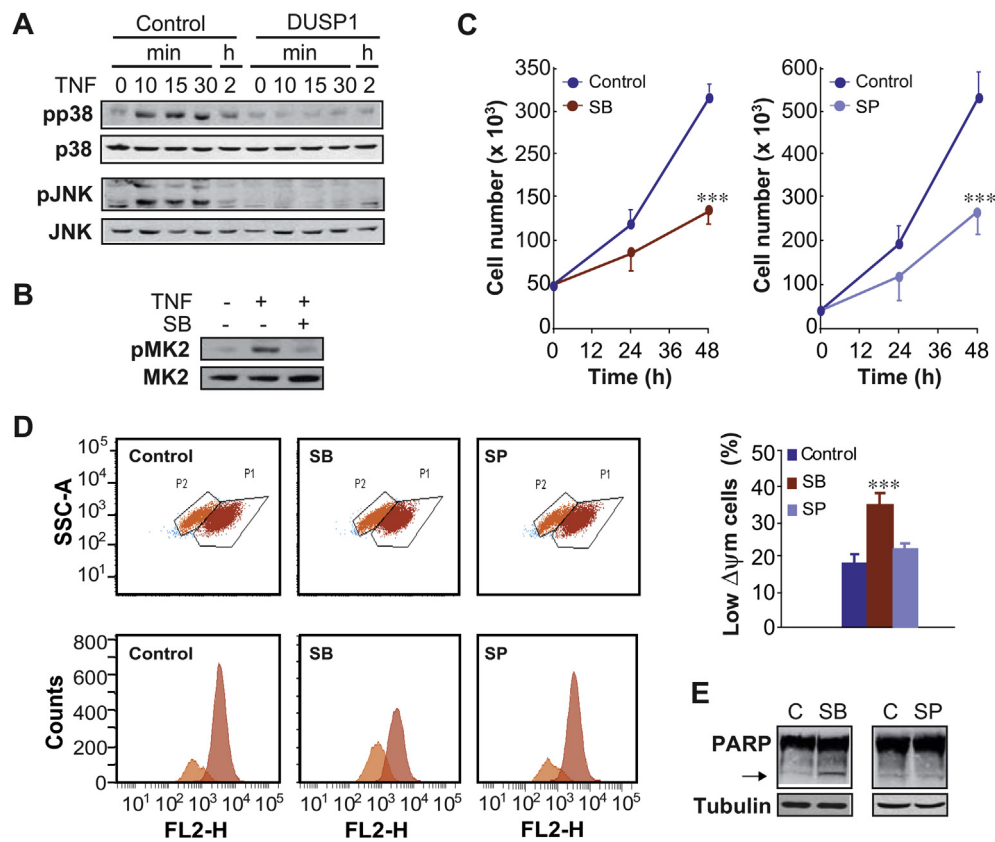 A
Control DUSP1
min h min h
TNF 0 10 15 30 2 0 10 15 30 2
pp38
p38
pJNK
JNK
B
TNF - + +
SB - - +
pMK2
MK2
C
350
300
200
150
100
50
0
Cell number (x 10³)
Control
SB
***
0 12 24 36 48
Time (h)
600
500
400
300
200
100
0
Cell number (x 10³)
Control
SP
***
0 12 24 36 48
Time (h)
D
SSC-A
10⁵
10⁴
10³
10²
10¹
Control
P2 P1
SB
P2 P1
SP
P2 P1
Counts
800
600
400
200
0
Control
SB
SP
10¹ 10² 10³ 10⁴ 10⁵
10¹ 10² 10³ 10⁴ 10⁵
10¹ 10² 10³ 10⁴ 10⁵
FL2-H FL2-H FL2-H
Low Δψm cells (%)
50
40
30
20
10
0
Control
SB
SP
***
E
C SB C SP
PARP
Tubulin